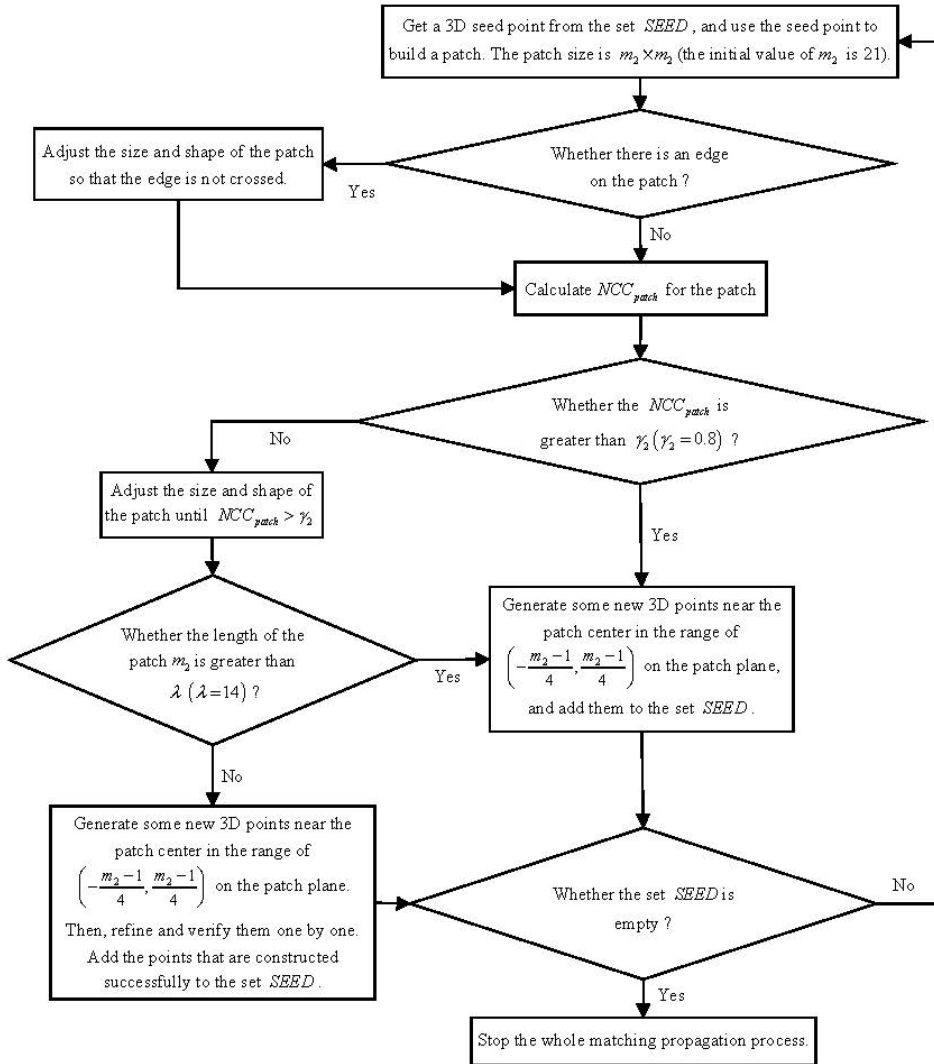 Get a 3D seed point from the set SEED, and use the seed point to
build a patch. The patch size is m₂×m₂ (the initial value of m₂ is 21).
Whether there is an edge
on the patch ?
Yes
Adjust the size and shape of the patch
so that the edge is not crossed.
No
Calculate NCC_patch for the patch
Whether the NCC_patch is
greater than γ₂ (γ₂ = 0.8) ?
No
Adjust the size and shape of
the patch until NCC_patch > γ₂
Yes
Whether the length of the
patch m₂ is greater than
λ (λ=14) ?
Yes
Generate some new 3D points near the
patch center in the range of
(-(m₂-1)/4, (m₂-1)/4) on the patch plane,
and add them to the set SEED.
No
Generate some new 3D points near the
patch center in the range of
(-(m₂-1)/4, (m₂-1)/4) on the patch plane.
Then, refine and verify them one by one.
Add the points that are constructed
successfully to the set SEED.
Whether the set SEED is
empty ?
No
Yes
Stop the whole matching propagation process.